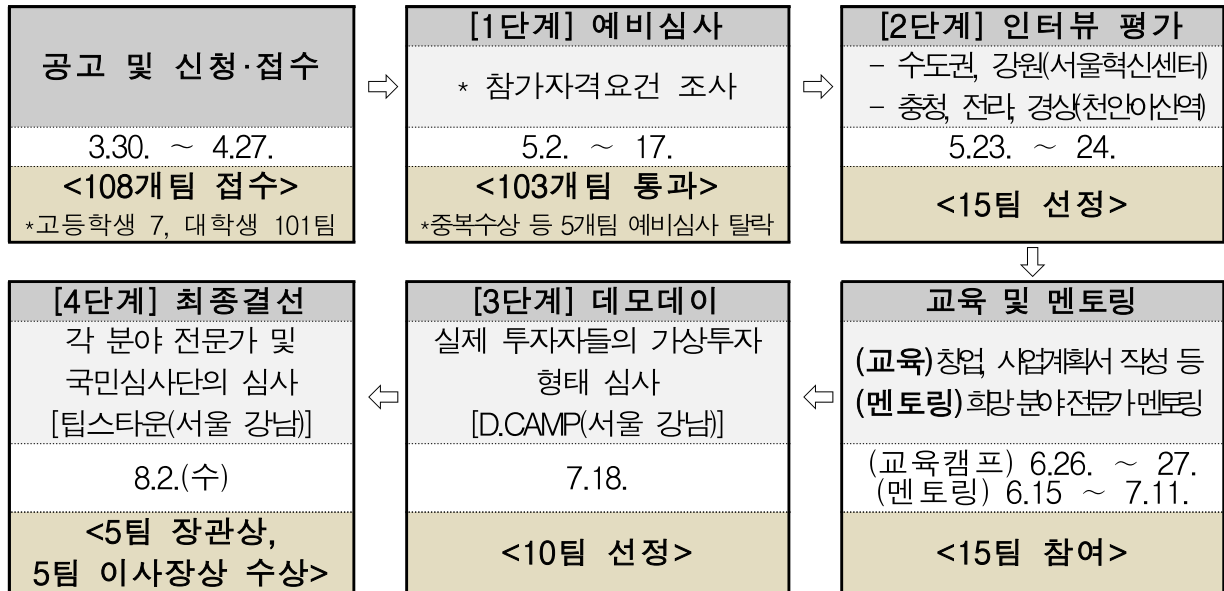 공고 및 신청·접수
3.30. ~ 4.27.
<108개팀 접수>
*고등학생 7, 대학생 101팀
⇨
[1단계] 예비심사
* 참가자격요건 조사
5.2. ~ 17.
<103개팀 통과>
*중복수상 등 5개팀 예비심사 탈락
⇨
[2단계] 인터뷰 평가
- 수도권, 강원(서울혁신센터)
- 충청, 전라, 경상(천안아산역)
5.23. ~ 24.
<15팀 선정>
⇩
교육 및 멘토링
(교육)창업, 사업계획서 작성 등
(멘토링)희망 분야 전문가 멘토링
(교육캠프) 6.26. ~ 27.
(멘토링) 6.15 ~ 7.11.
<15팀 참여>
⇦
[3단계] 데모데이
실제 투자자들의 가상투자
형태 심사
[D.CAMP(서울 강남)]
7.18.
<10팀 선정>
⇦
[4단계] 최종결선
각 분야 전문가 및
국민심사단의 심사
[팁스타운(서울 강남)]
8.2.(수)
<5팀 장관상,
5팀 이사장상 수상>